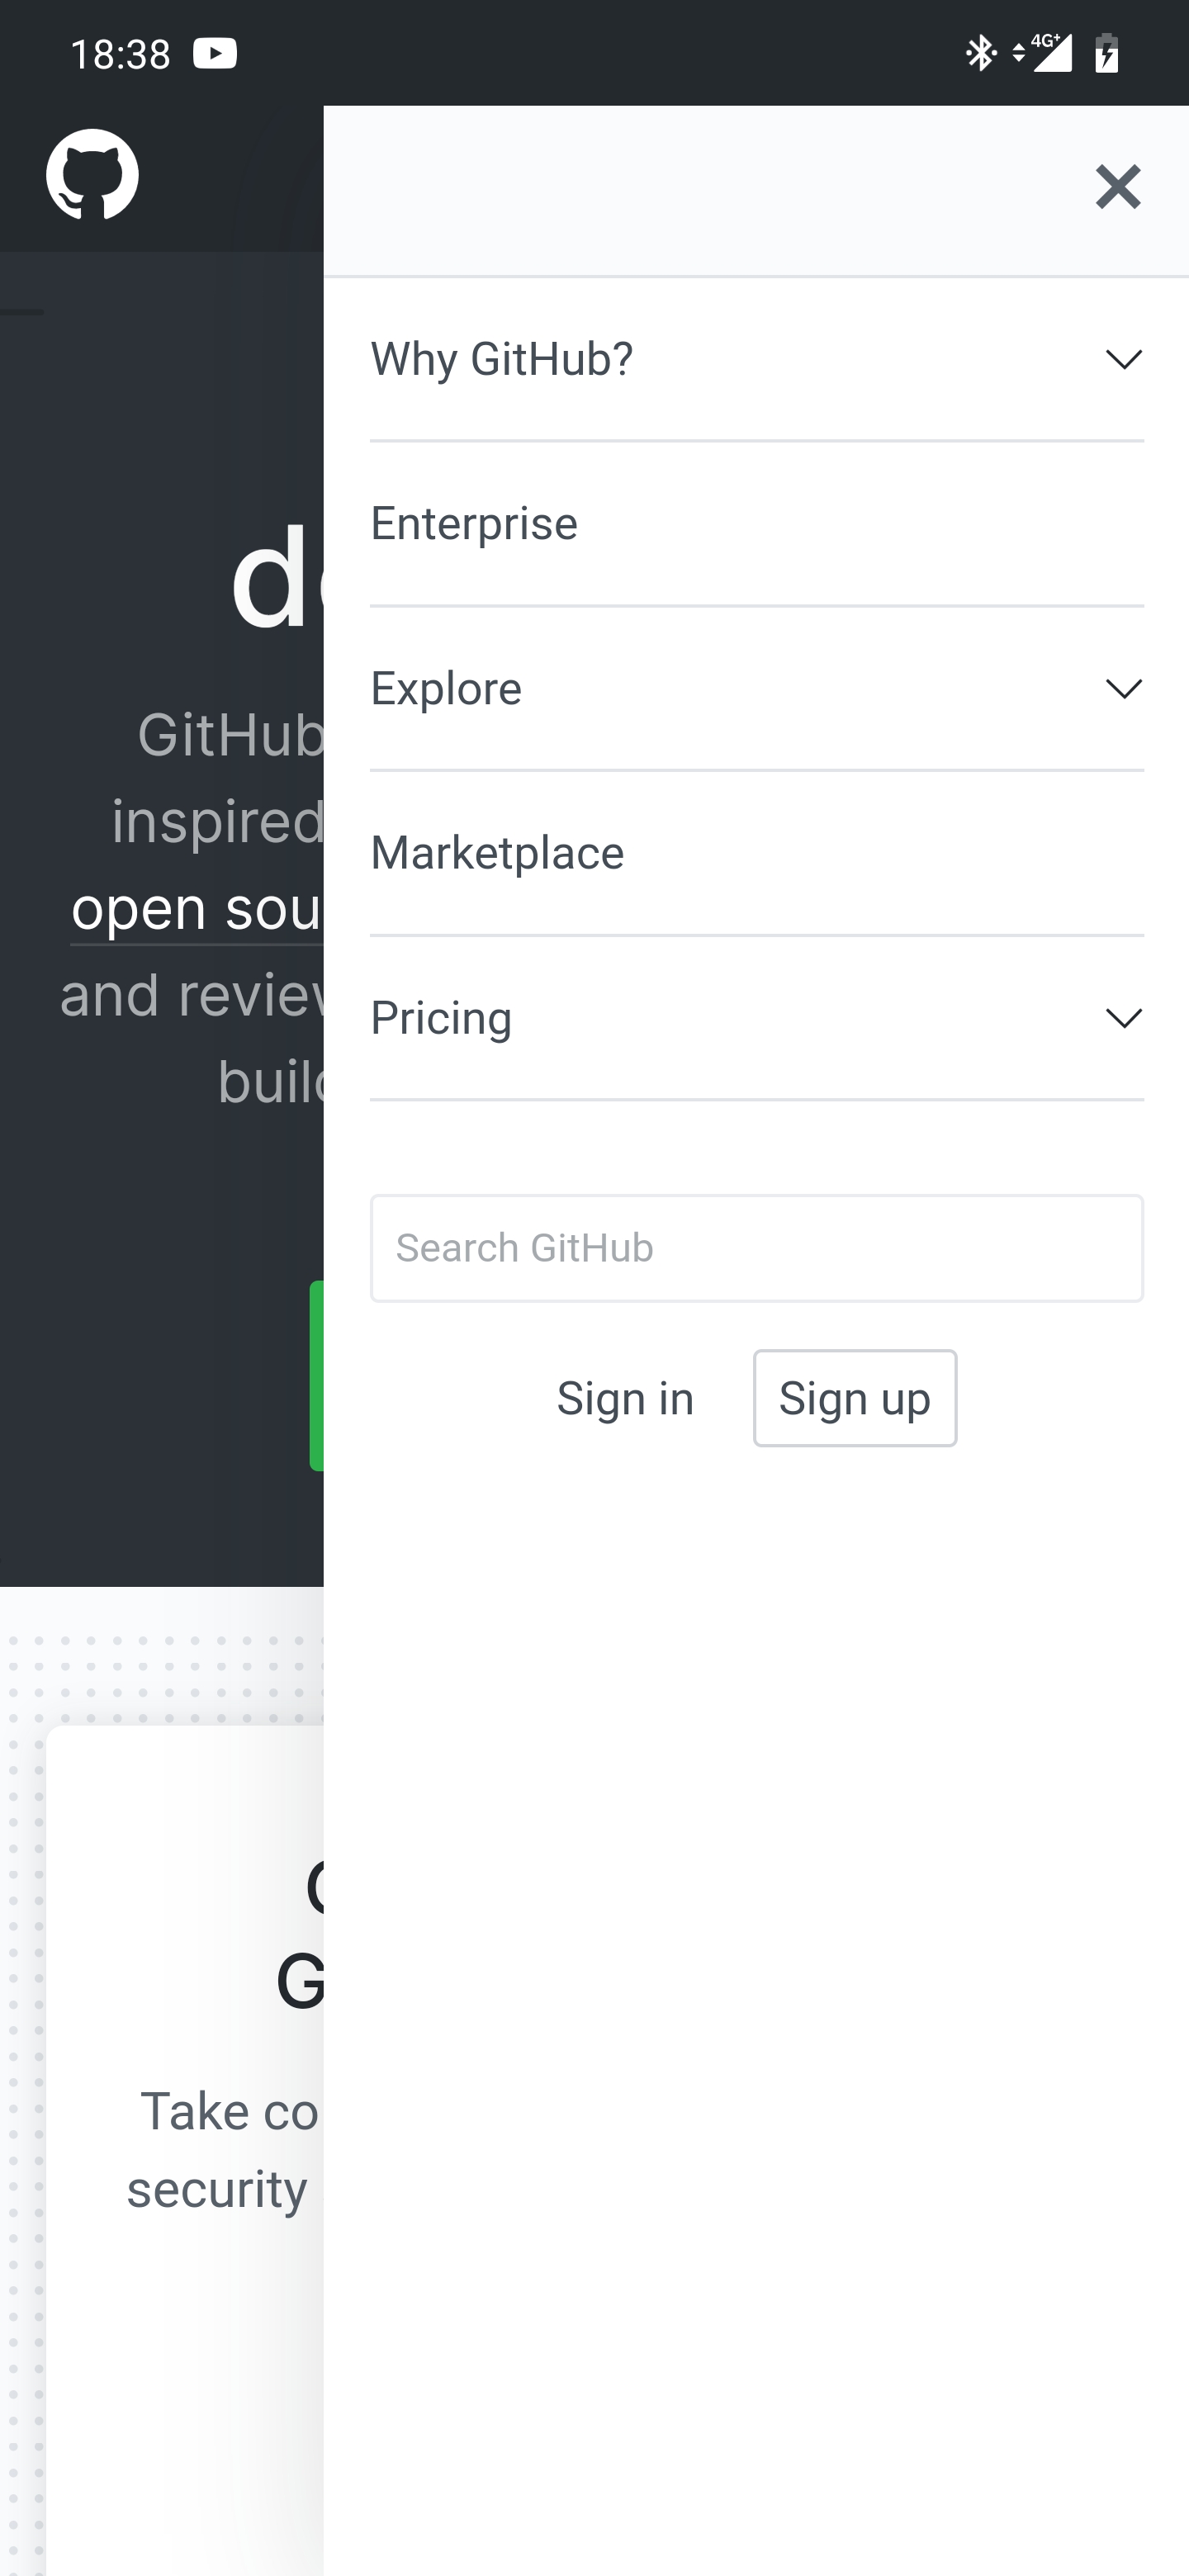 18:38
4G+
Why GitHub?
Enterprise
Explore
Marketplace
Pricing
Search GitHub
Sign in
Sign up
GitHub
inspired
open sou
and review
build
G
Take co
security